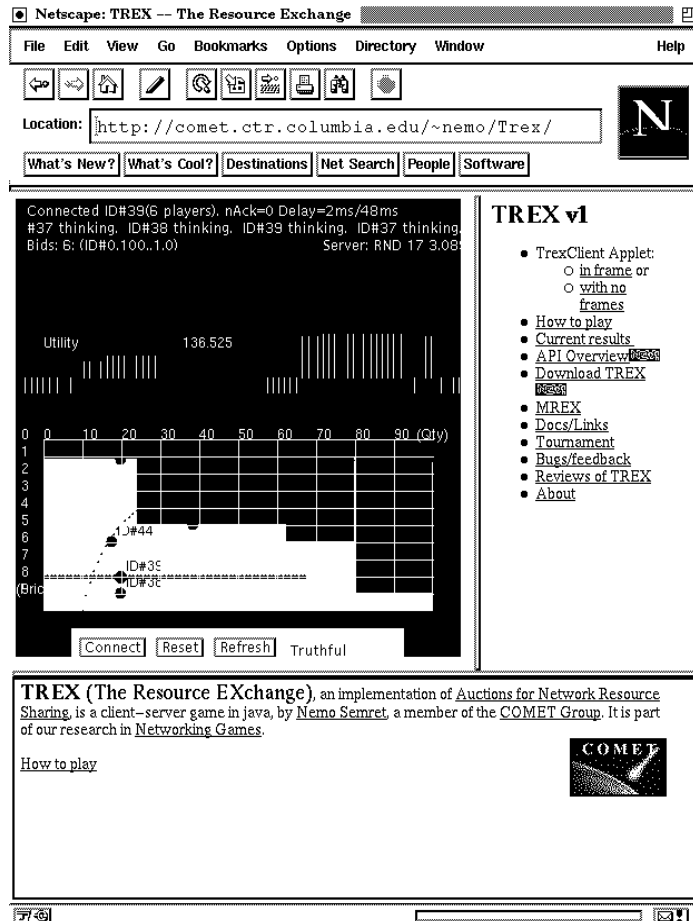 Netscape: TREX -- The Resource Exchange
File Edit View Go Bookmarks Options Directory Window Help
N
Location: http://comet.ctr.columbia.edu/~nemo/Trex/
What's New? What's Cool? Destinations Net Search People Software
Connected ID#39(6 players). nAck=0 Delay=2ms/48ms
#37 thinking. ID#38 thinking. ID#39 thinking. ID#37 thinking.
Bids: 6: (ID#0.100..1.0) Server: RND 17 3.089
Utility 136.525
0 0 10 20 30 40 50 60 70 80 90 (Qty)
1
2
3
4
5
6
7
8
ID#44
ID#39
ID#38
Connect Reset Refresh Truthful
TREX v1
TrexClient Applet:
in frame or
with no
frames
How to play
Current results
API Overview
Download TREX
MREX
Docs/Links
Tournament
Bugs/feedback
Reviews of TREX
About
TREX (The Resource EXchange), an implementation of Auctions for Network Resource
Sharing, is a client-server game in java, by Nemo Semret, a member of the COMET Group. It is part
of our research in Networking Games.
COMET
How to play